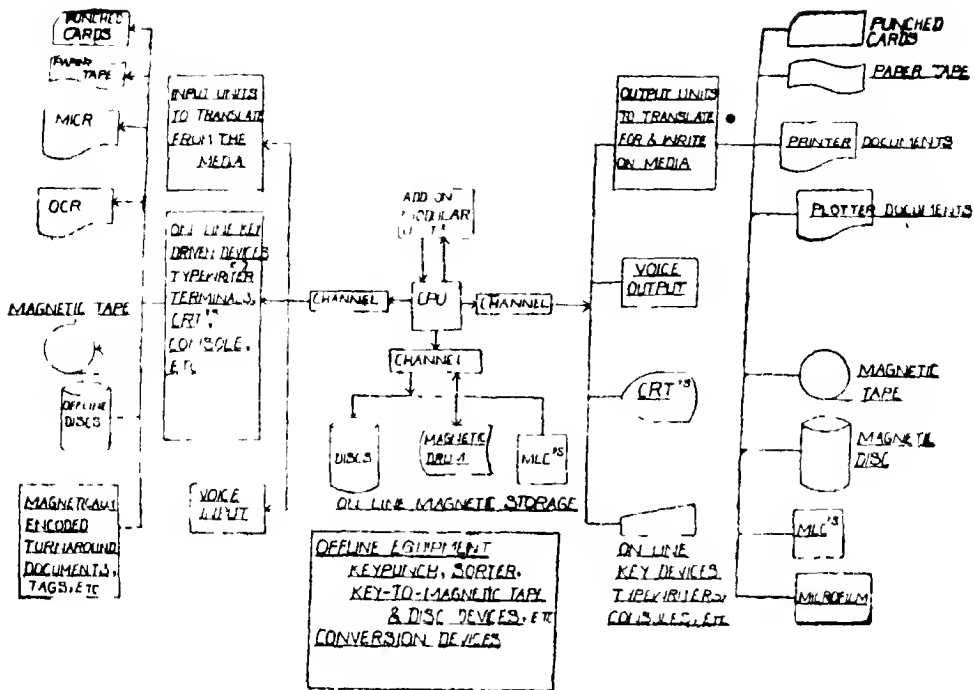 PUNCHED
CARDS
PAPER
TAPE
MICR
OCR
MAGNETIC TAPE
OFFLINE
DISCS
MAGNETICALLY
ENCODED
TURNAROUND
DOCUMENTS,
TAGS, ETC
INPUT UNITS
TO TRANSLATE
FROM THE
MEDIA
ON LINE KEY
DRIVEN DEVICES
TYPEWRITER
TERMINALS,
CRT'S,
CONSOLE,
ETC
VOICE
INPUT
ADD ON
MODULAR
CHANNEL
CPU
CHANNEL
CHANNEL
DISCS
MAGNETIC
DRUM
MLC'S
ON LINE MAGNETIC STORAGE
OFFLINE EQUIPMENT
KEYPUNCH, SORTER,
KEY-TO-MAGNETIC TAPE
& DISC DEVICES, ETC
CONVERSION DEVICES
OUTPUT UNITS
TO TRANSLATE
FOR & WRITE
ON MEDIA
VOICE
OUTPUT
CRT'S
ON LINE
KEY DEVICES
TYPEWRITERS,
CONSOLES, ETC
PUNCHED
CARDS
PAPER TAPE
PRINTER DOCUMENTS
PLOTTER DOCUMENTS
MAGNETIC
TAPE
MAGNETIC
DISC
MLC'S
MICROFILM